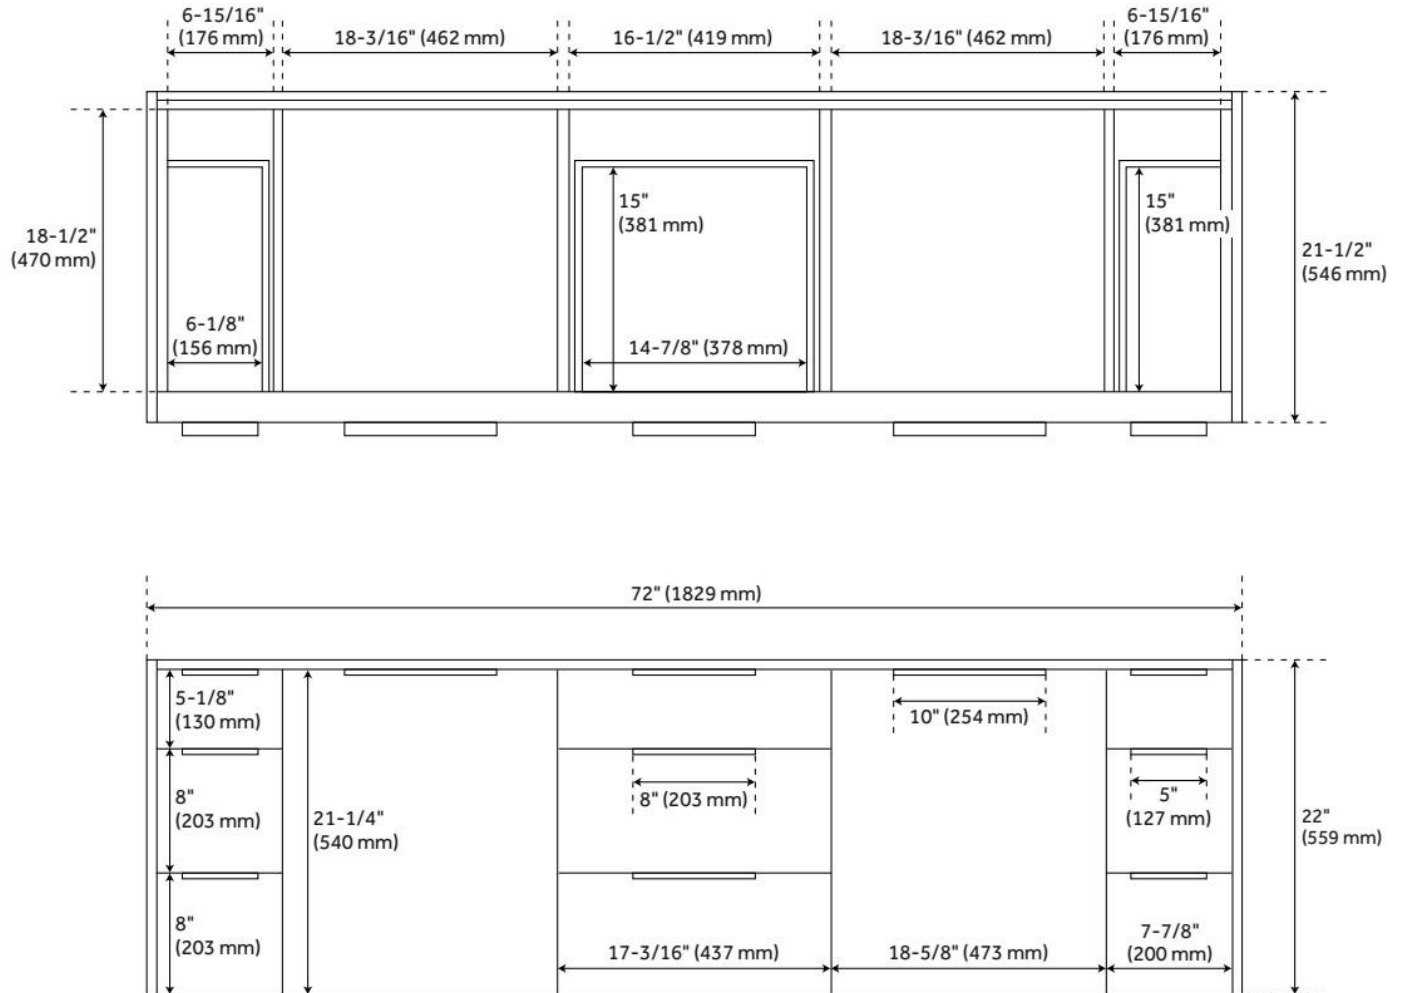 6-15/16"
(176 mm)
18-3/16" (462 mm)
16-1/2" (419 mm)
18-3/16" (462 mm)
6-15/16"
(176 mm)
15"
(381 mm)
15"
(381 mm)
18-1/2"
(470 mm)
21-1/2"
(546 mm)
6-1/8"
(156 mm)
14-7/8" (378 mm)
72" (1829 mm)
5-1/8"
(130 mm)
10" (254 mm)
8"
(203 mm)
21-1/4"
(540 mm)
8" (203 mm)
5"
(127 mm)
22"
(559 mm)
8"
(203 mm)
17-3/16" (437 mm)
18-5/8" (473 mm)
7-7/8"
(200 mm)